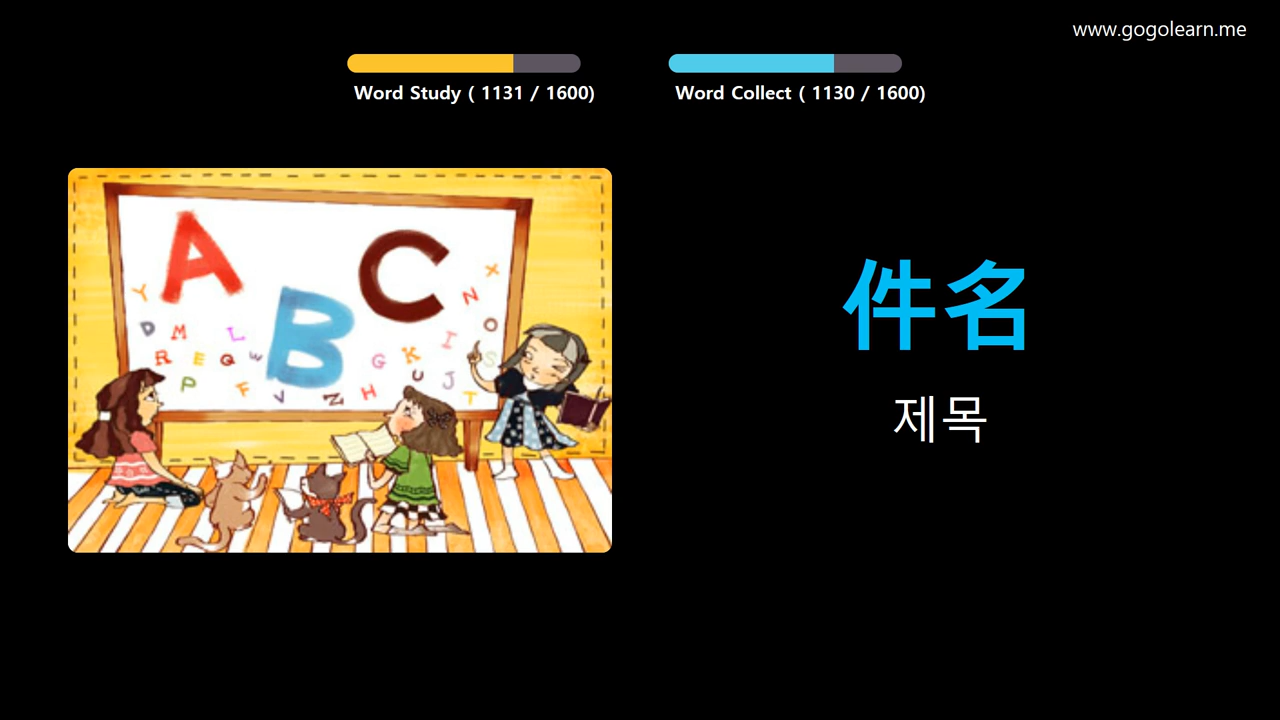 www.gogolearn.me
Word Study ( 1131 / 1600)
Word Collect ( 1130 / 1600)
A
C
B
Y
X
N
D
M
L
O
I
R
E
Q
W
G
K
S
P
F
V
Z
H
U
J
T
件名
제목